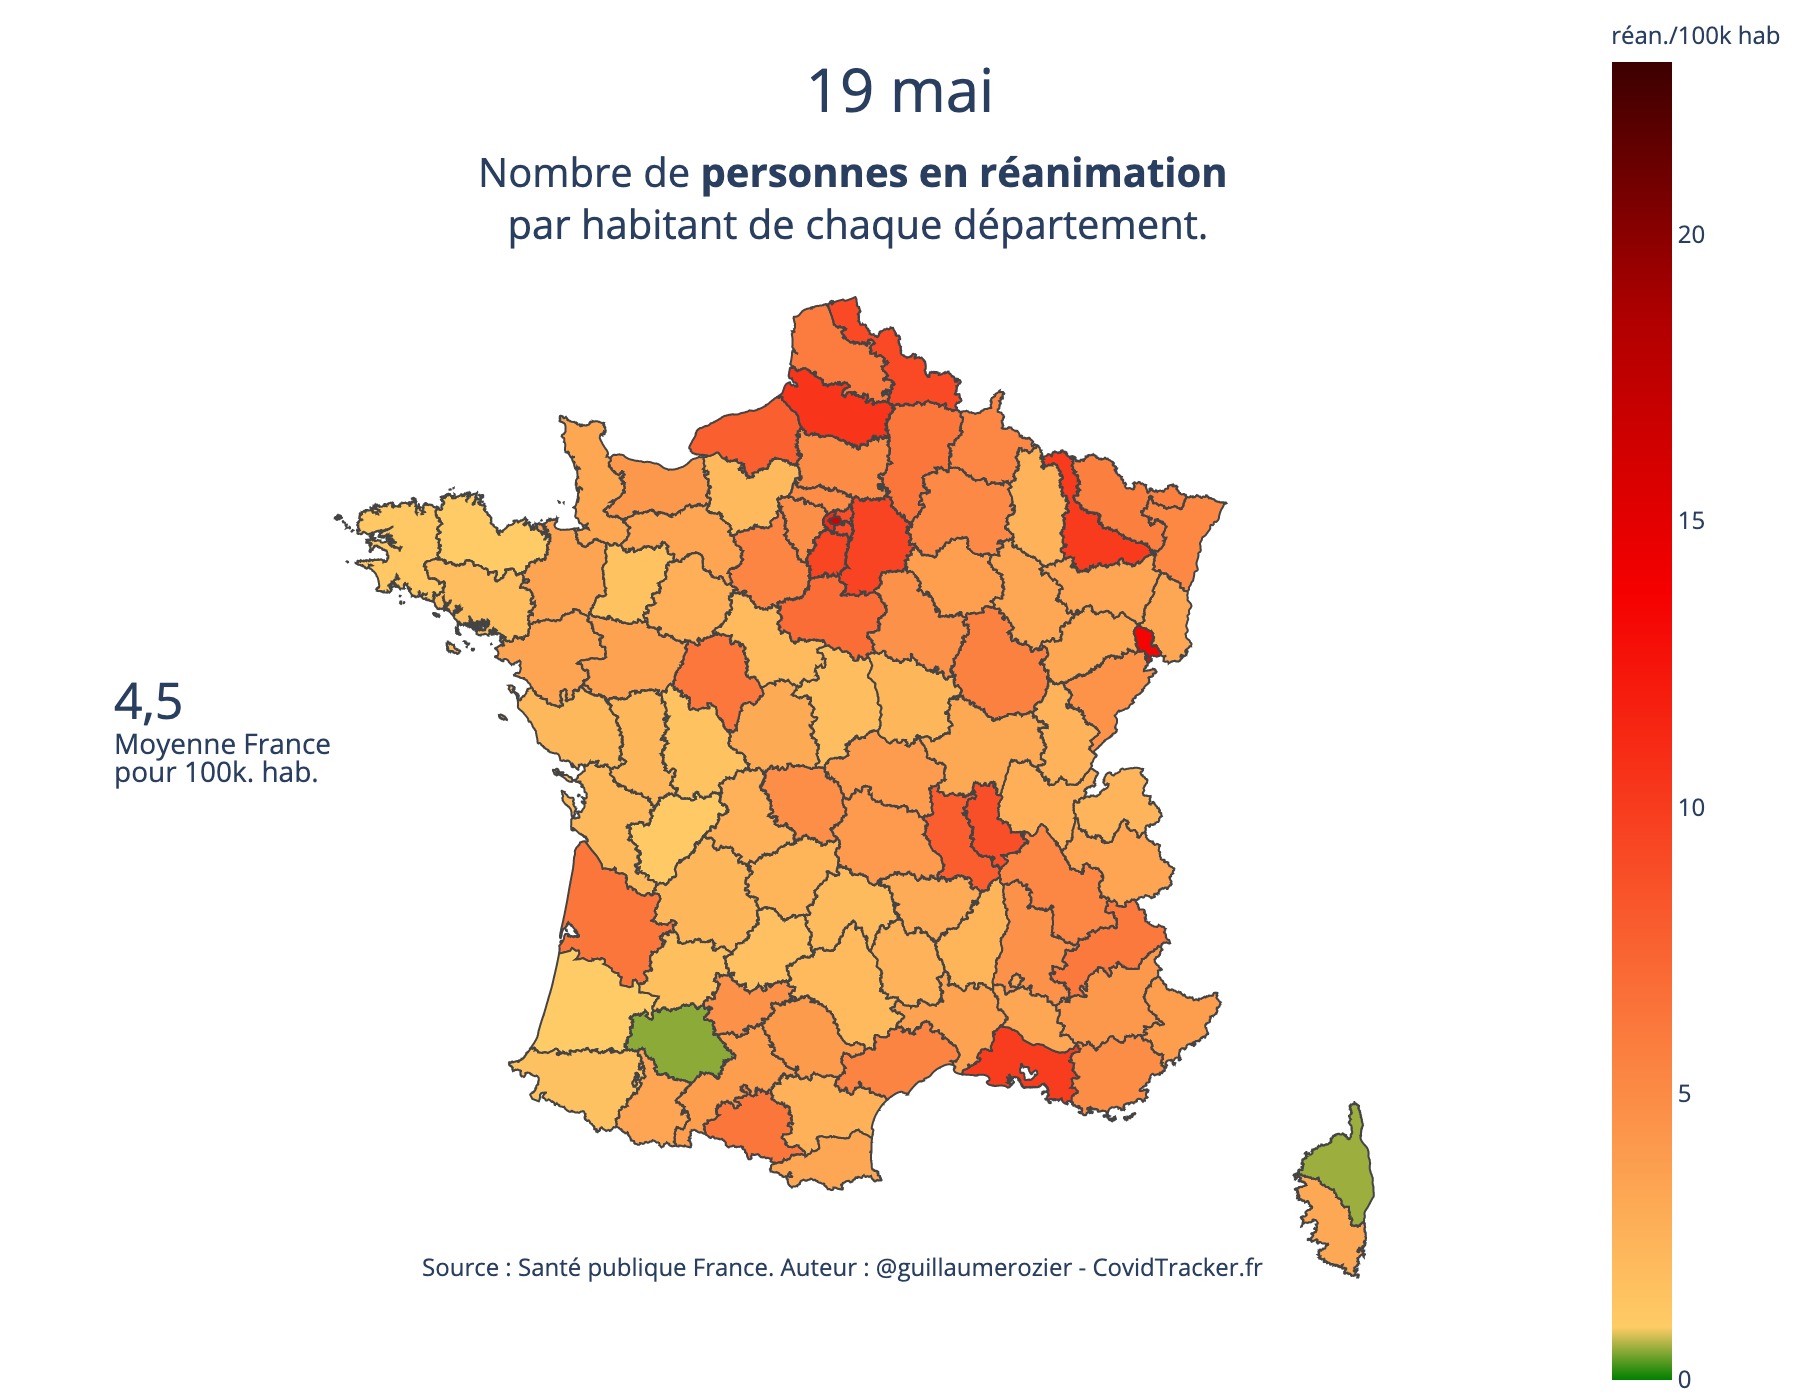 réan./100k hab
19 mai
Nombre de personnes en réanimation
par habitant de chaque département.
20
15
4,5
Moyenne France
pour 100k. hab.
10
5
Source : Santé publique France. Auteur : @guillaumerozier - CovidTracker.fr
0